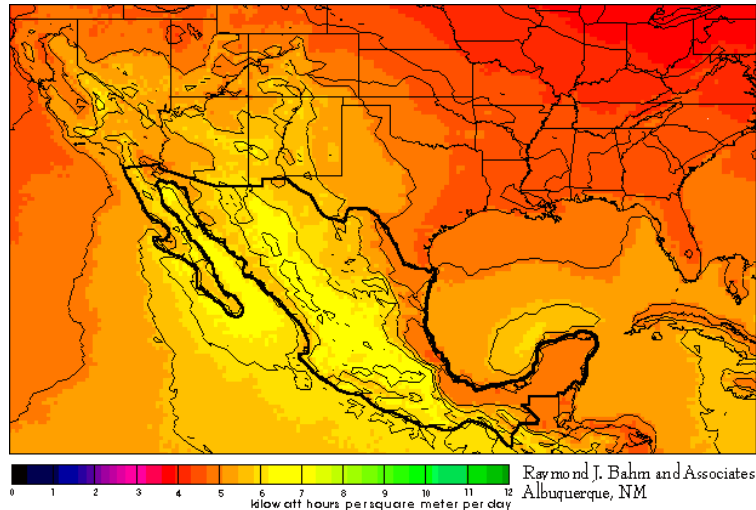 0 1 2 3 4 5 6 7 8 9 10 11 12
kilowatt hours per square meter per day
Raymond J. Bahm and Associates
Albuquerque, NM